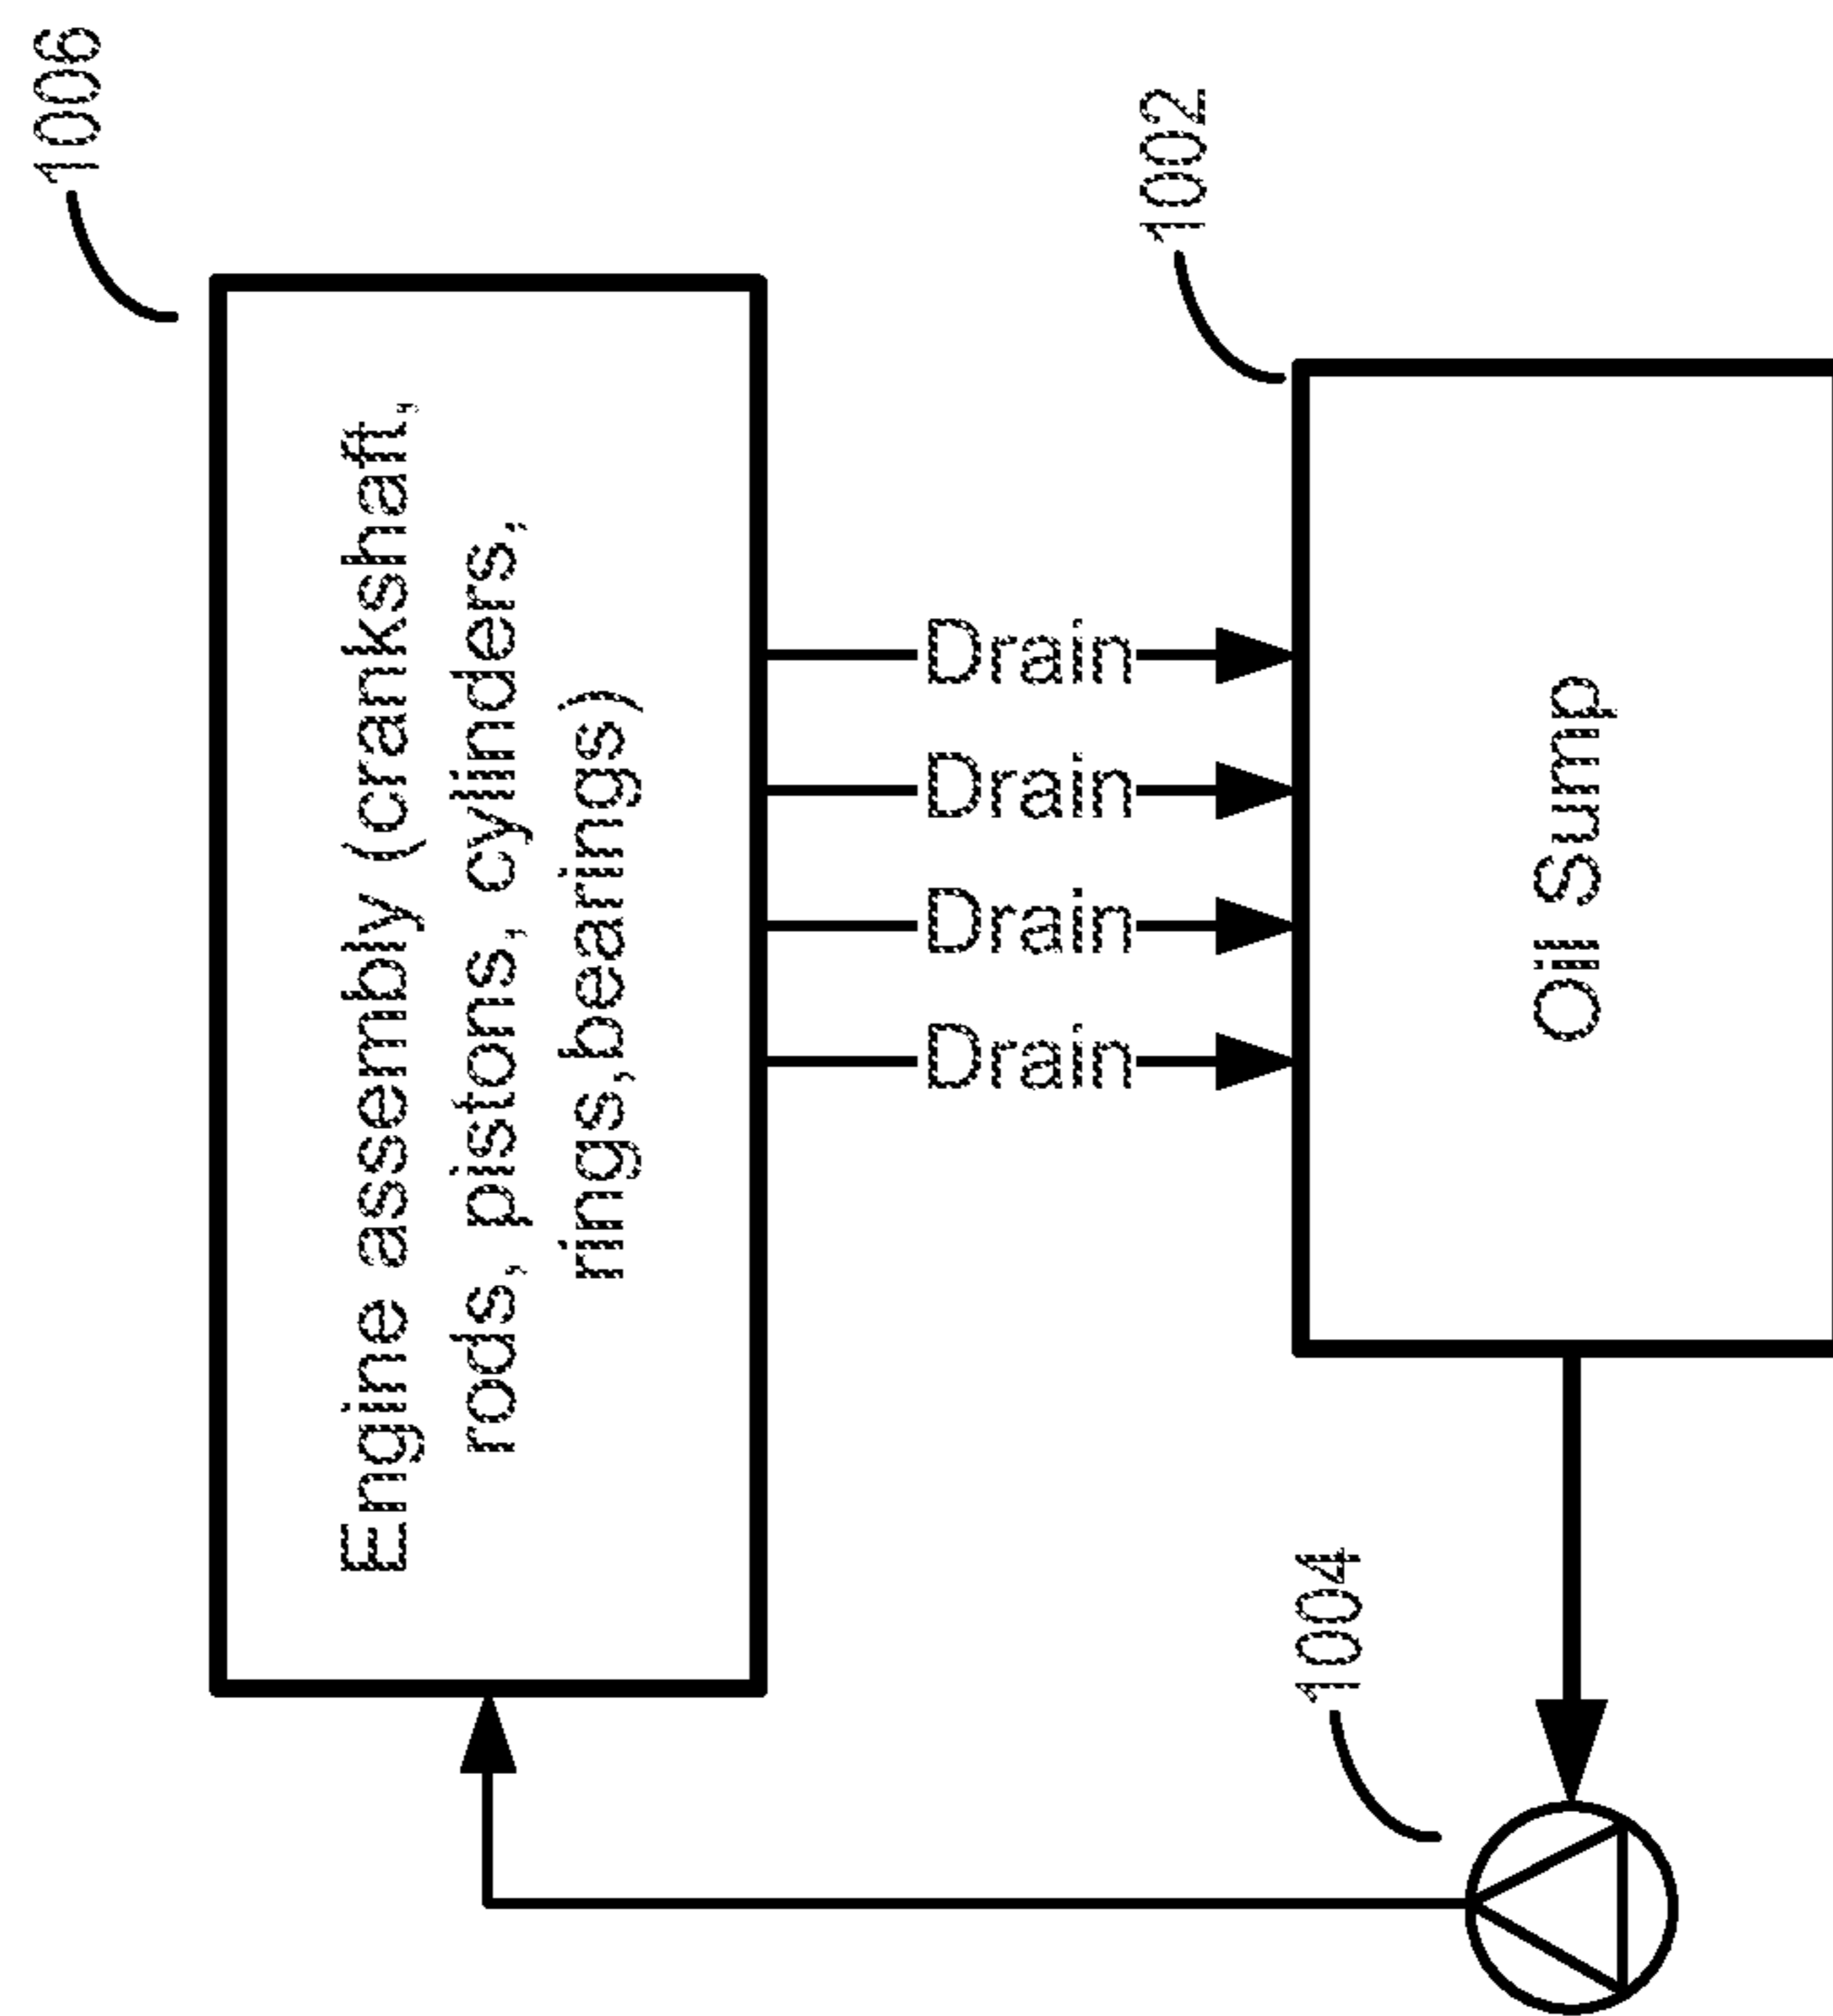 1006
Engine assembly (crankshaft,
rods, pistons, cylinders,
rings,bearings)
Drain
Drain
Drain
Drain
1002
Oil Sump
1004